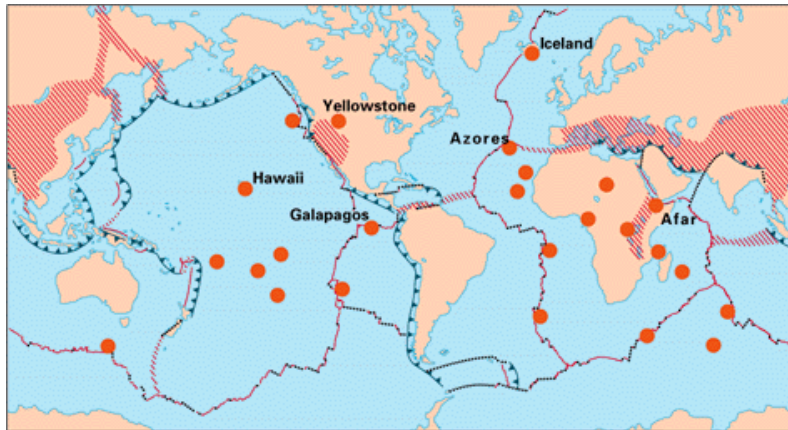 Iceland
Yellowstone
Azores
Hawaii
Galapagos
Afar